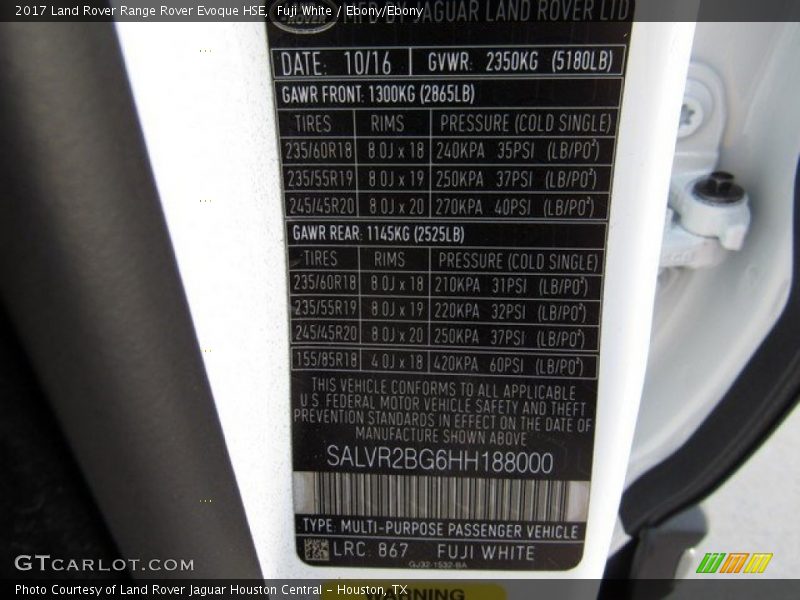 2017 Land Rover Range Rover Evoque HSE, Fuji White / Ebony/Ebony
ROVER MFD BY JAGUAR LAND ROVER LTD
DATE: 10/16 GVWR: 2350KG (5180LB)
GAWR FRONT: 1300KG (2865LB)
TIRES RIMS PRESSURE (COLD SINGLE)
235/60R18 8.0J x 18 240KPA 35PSI (LB/PO²)
235/55R19 8.0J x 19 250KPA 37PSI (LB/PO²)
245/45R20 8.0J x 20 270KPA 40PSI (LB/PO²)
GAWR REAR: 1145KG (2525LB)
TIRES RIMS PRESSURE (COLD SINGLE)
235/60R18 8.0J x 18 210KPA 31PSI (LB/PO²)
235/55R19 8.0J x 19 220KPA 32PSI (LB/PO²)
245/45R20 8.0J x 20 250KPA 37PSI (LB/PO²)
155/85R18 4.0J x 18 420KPA 60PSI (LB/PO²)
THIS VEHICLE CONFORMS TO ALL APPLICABLE
U.S. FEDERAL MOTOR VEHICLE SAFETY AND THEFT
PREVENTION STANDARDS IN EFFECT ON THE DATE OF
MANUFACTURE SHOWN ABOVE
SALVR2BG6HH188000
TYPE: MULTI-PURPOSE PASSENGER VEHICLE
LRC: 867 FUJI WHITE
GJ32-1532-BA
GTCarlot.com
Photo Courtesy of Land Rover Jaguar Houston Central - Houston, TX
WARNING